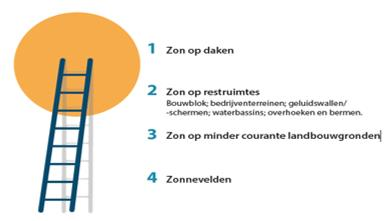 1 Zon op daken
2 Zon op restruimtes
Bouwblok; bedrijventerreinen; geluidswallen/
-schermen; waterbassins; overhoeken en bermen.
3 Zon op minder courante landbouwgronden
4 Zonnevelden